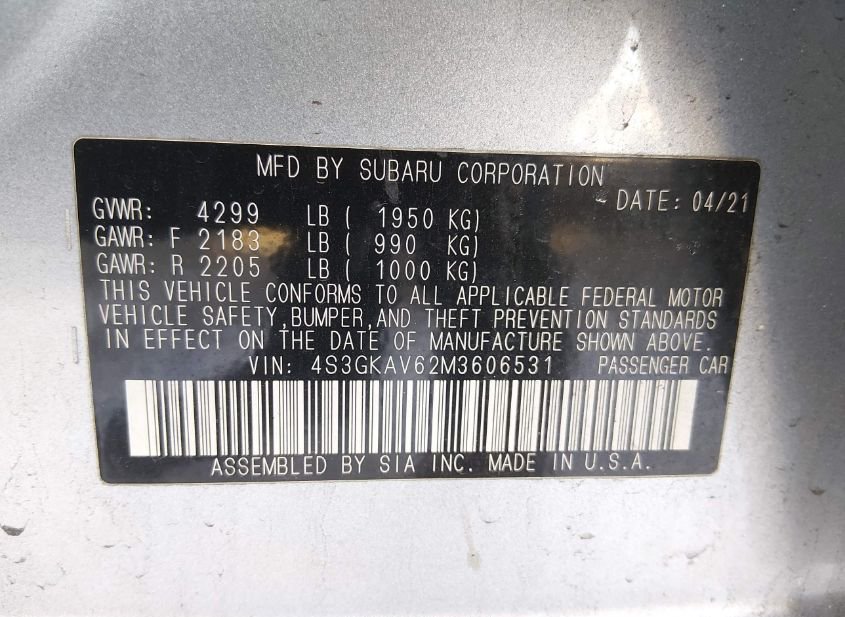 MFD BY SUBARU CORPORATION
DATE: 04/21
GVWR: 4299 LB ( 1950 KG)
GAWR: F 2183 LB ( 990 KG)
GAWR: R 2205 LB ( 1000 KG)
THIS VEHICLE CONFORMS TO ALL APPLICABLE FEDERAL MOTOR
VEHICLE SAFETY,BUMPER,AND THEFT PREVENTION STANDARDS
IN EFFECT ON THE DATE OF MANUFACTURE SHOWN ABOVE.
VIN: 4S3GKAV62M3606531 PASSENGER CAR
ASSEMBLED BY SIA INC. MADE IN U.S.A.